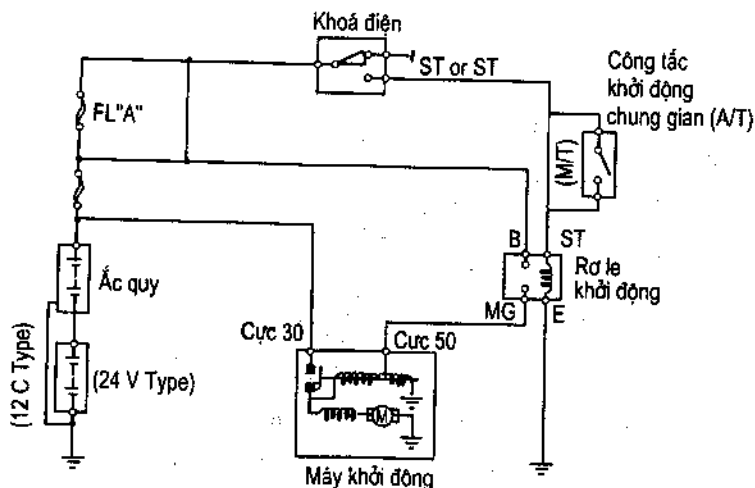 Khoá điện
ST or ST
Công tắc
khởi động
chung gian (A/T)
FL"A"
(M/T)
B
ST
Ắc quy
Rơ le
khởi động
MG
E
Cực 30
Cực 50
(12 C Type)
(24 V Type)
M
Máy khởi động